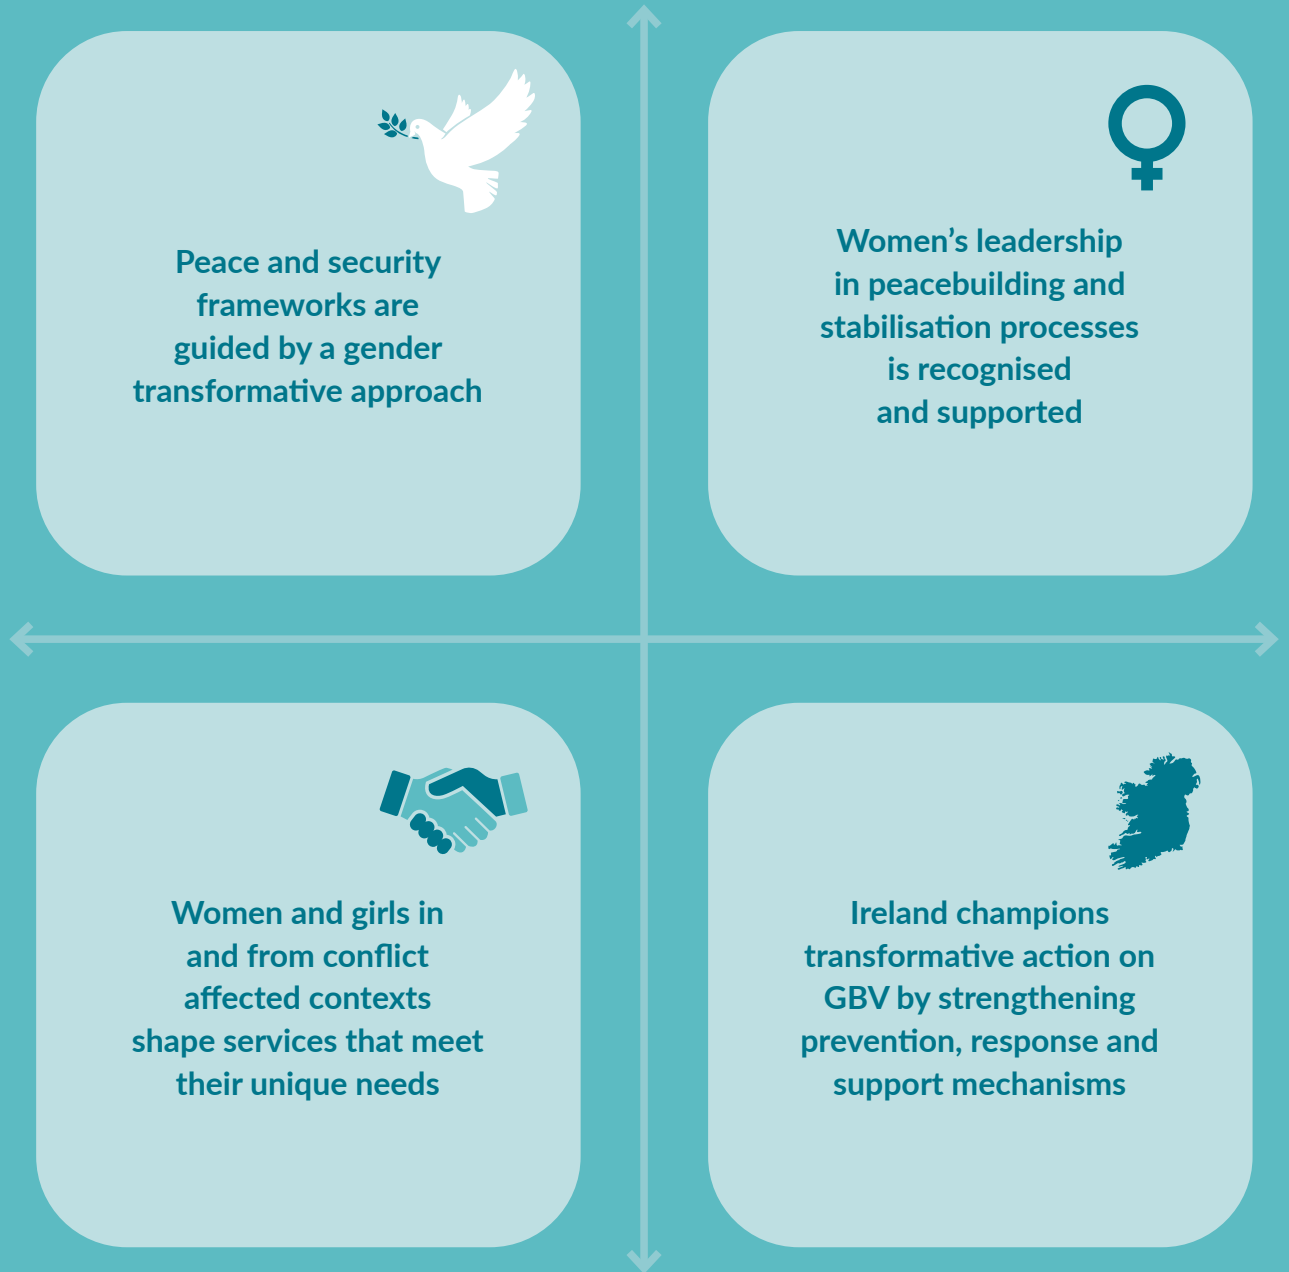 Peace and security
frameworks are
guided by a gender
transformative approach
Women’s leadership
in peacebuilding and
stabilisation processes
is recognised
and supported
Women and girls in
and from conflict
affected contexts
shape services that meet
their unique needs
Ireland champions
transformative action on
GBV by strengthening
prevention, response and
support mechanisms